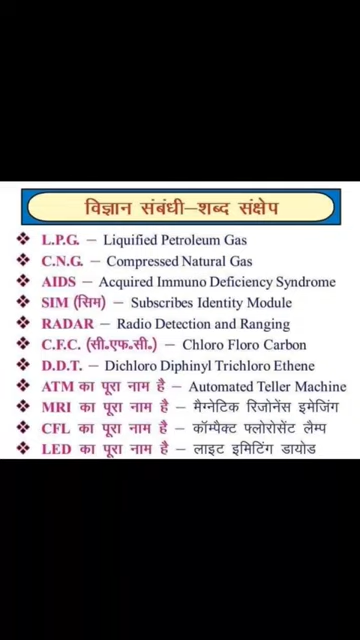 विज्ञान संबंधी–शब्द संक्षेप
❖ L.P.G. – Liquified Petroleum Gas
❖ C.N.G. – Compressed Natural Gas
❖ AIDS – Acquired Immuno Deficiency Syndrome
❖ SIM (सिम) – Subscribes Identity Module
❖ RADAR – Radio Detection and Ranging
❖ C.F.C. (सी॰एफ॰सी॰) – Chloro Floro Carbon
❖ D.D.T. – Dichloro Diphinyl Trichloro Ethene
❖ ATM का पूरा नाम है – Automated Teller Machine
❖ MRI का पूरा नाम है – मैग्नेटिक रिजोनेंस इमेजिंग
❖ CFL का पूरा नाम है – कॉम्पैक्ट फ्लोरोसेंट लैम्प
❖ LED का पूरा नाम है – लाइट इमिटिंग डायोड